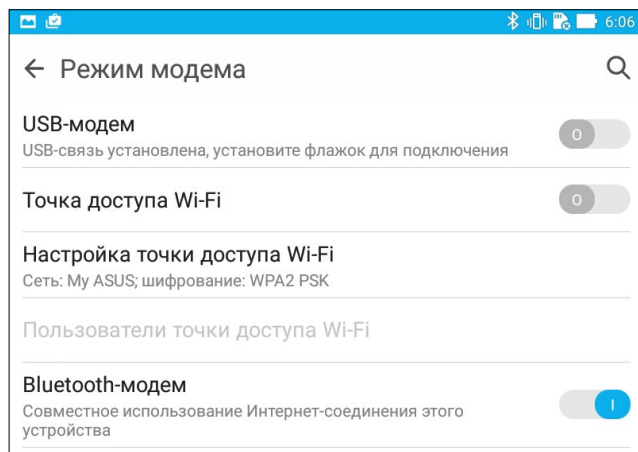 6:06
Режим модема
USB-модем
USB-связь установлена, установите флажок для подключения
Точка доступа Wi-Fi
Настройка точки доступа Wi-Fi
Сеть: My ASUS; шифрование: WPA2 PSK
Пользователи точки доступа Wi-Fi
Bluetooth-модем
Совместное использование Интернет-соединения этого
устройства